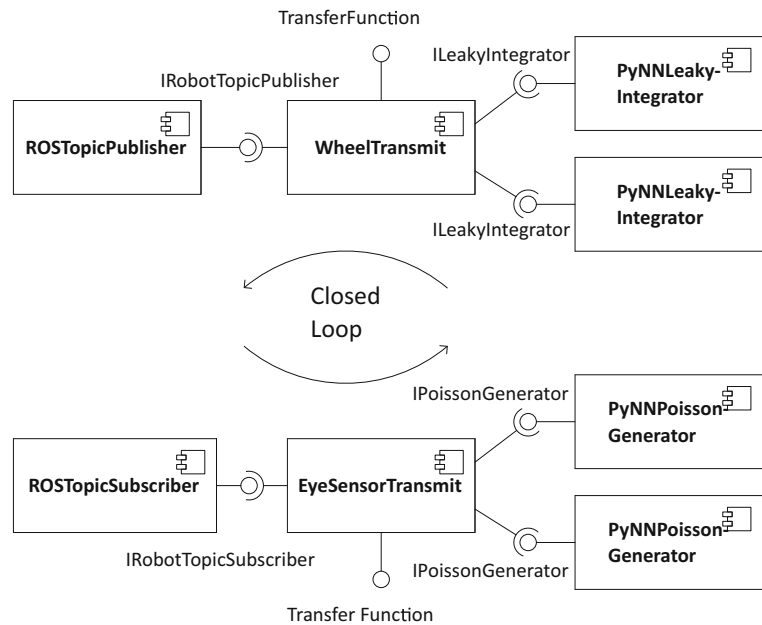 TransferFunction
ILeakyIntegrator
IRobotTopicPublisher
PyNNLeaky-
Integrator
ROSTopicPublisher
WheelTransmit
PyNNLeaky-
Integrator
ILeakyIntegrator
Closed
Loop
IPoissonGenerator
PyNNPoisson-
Generator
ROSTopicSubscriber
EyeSensorTransmit
PyNNPoisson-
Generator
IRobotTopicSubscriber
IPoissonGenerator
Transfer Function